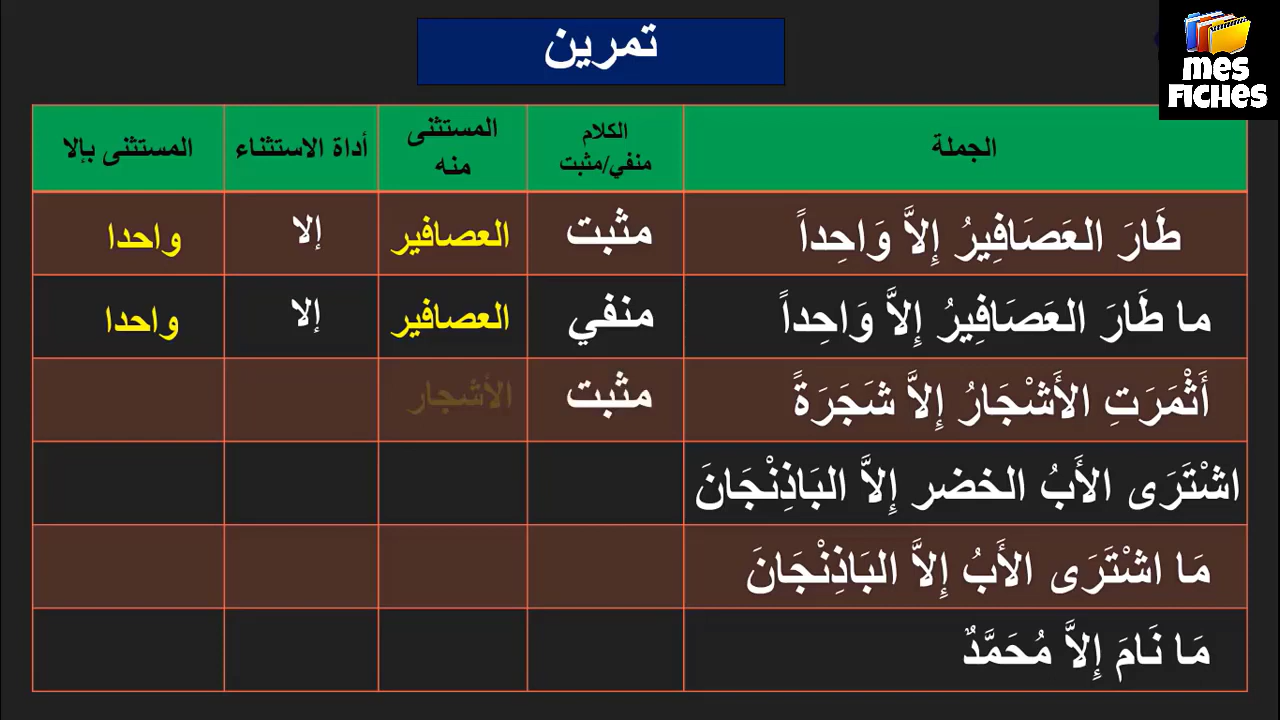 تمرين
mes
FICHES
الجملة
الكلام
منفي/مثبت
المستثنى
منه
أداة الاستثناء
المستثنى بإلا
طَارَ العَصَافِيرُ إِلاَّ وَاحِداً
مثبت
العصافير
إلا
واحدا
ما طَارَ العَصَافِيرُ إِلاَّ وَاحِداً
منفي
العصافير
إلا
واحدا
أَثْمَرَتِ الأَشْجَارُ إِلاَّ شَجَرَةً
مثبت
الأشجار
اشْتَرَى الأَبُ الخضر إِلاَّ البَاذِنْجَانَ
مَا اشْتَرَى الأَبُ إِلاَّ البَاذِنْجَانَ
مَا نَامَ إِلاَّ مُحَمَّدٌ